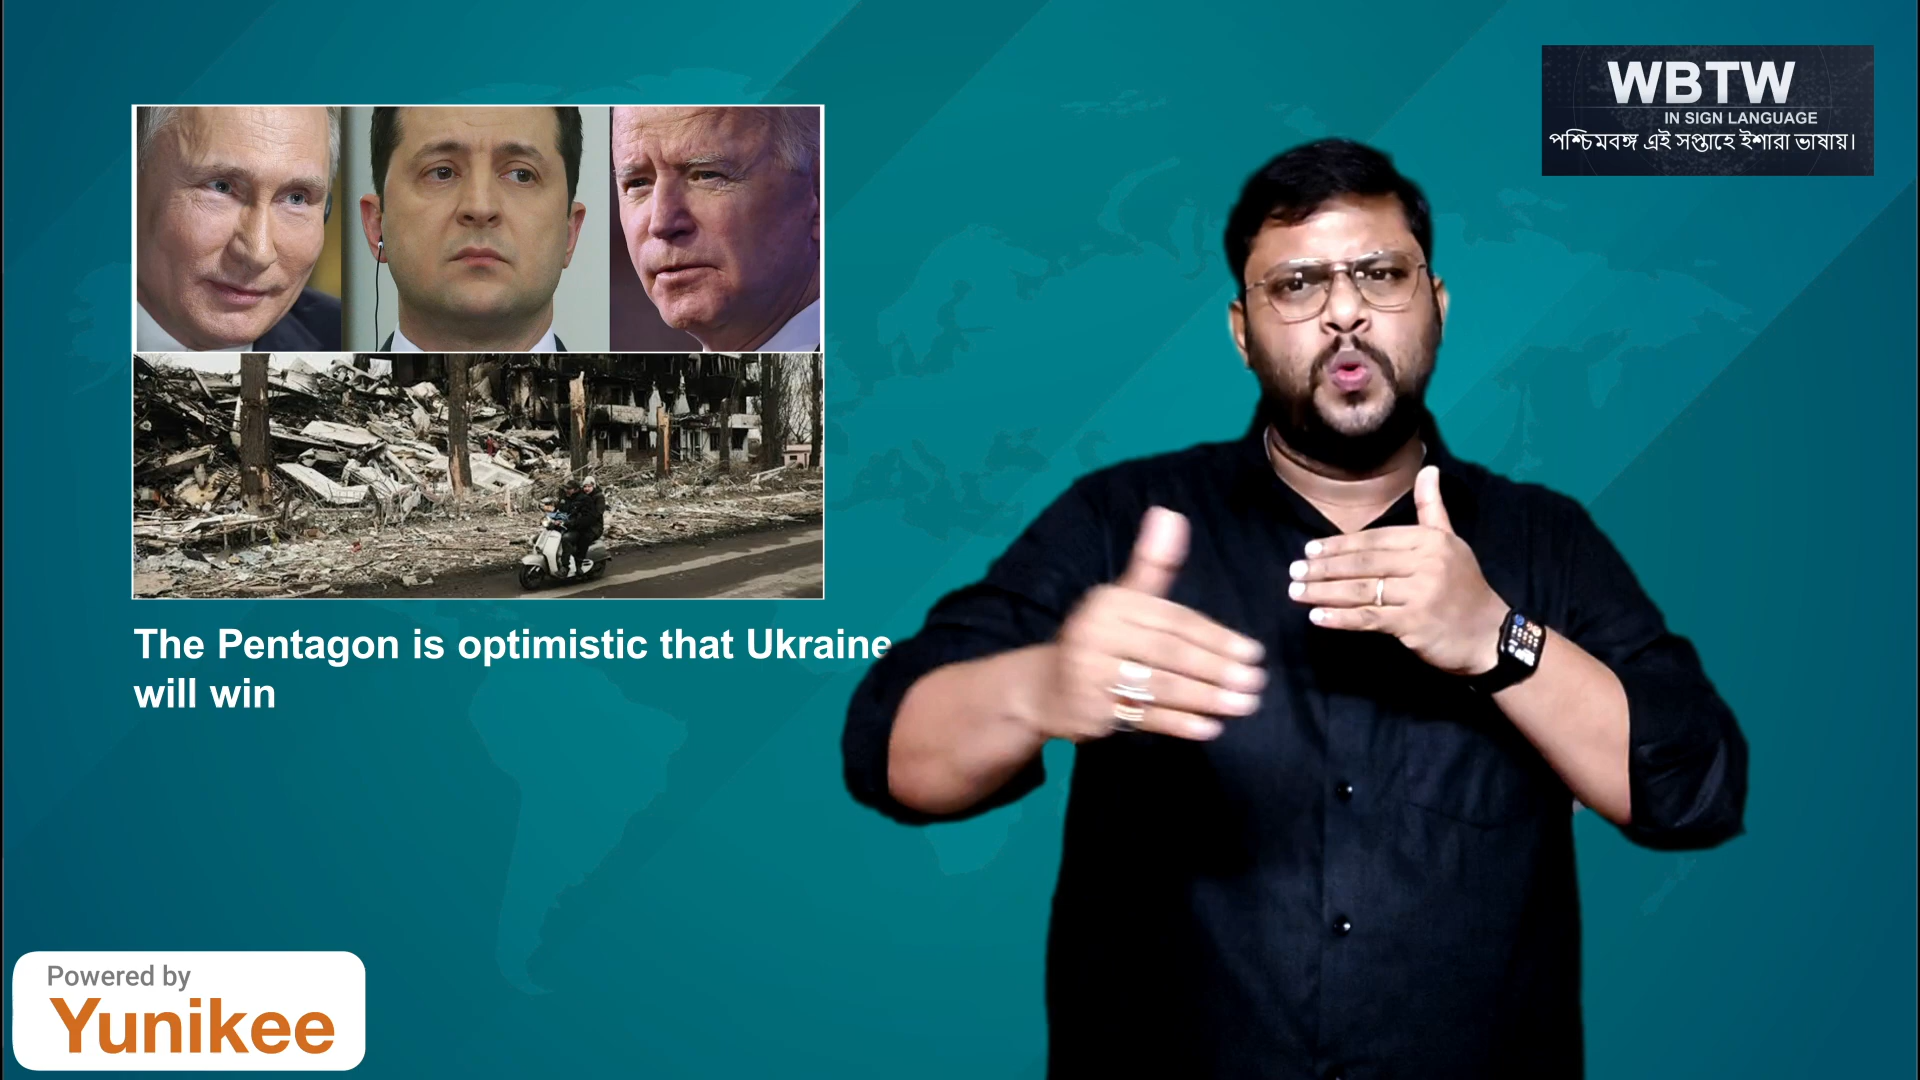 WBTW
IN SIGN LANGUAGE
পশ্চিমবঙ্গ এই সপ্তাহে ইশারা ভাষায়।
The Pentagon is optimistic that Ukraine
will win
Powered by
Yunikee